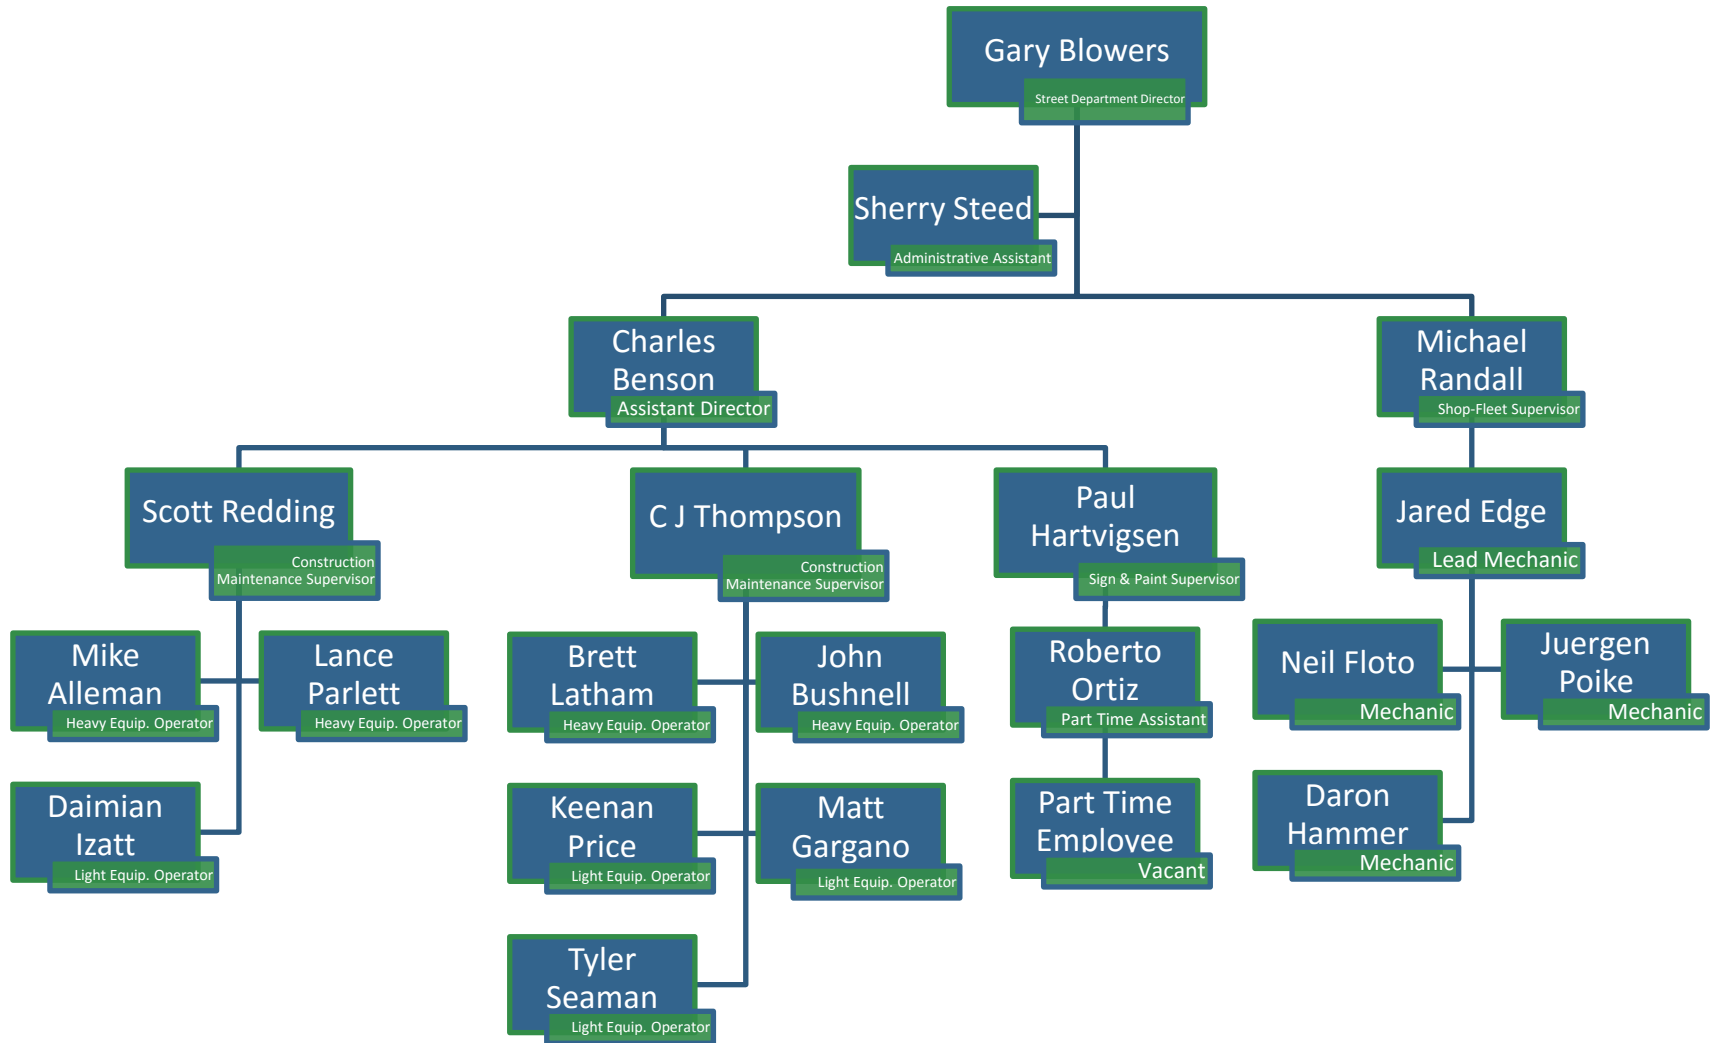 Gary Blowers
Street Department Director
Sherry Steed
Administrative Assistant
Charles
Benson
Assistant Director
Michael
Randall
Shop-Fleet Supervisor
Scott Redding
Construction
Maintenance Supervisor
C J Thompson
Construction
Maintenance Supervisor
Paul
Hartvigsen
Sign & Paint Supervisor
Jared Edge
Lead Mechanic
Mike
Alleman
Heavy Equip. Operator
Lance
Parlett
Heavy Equip. Operator
Brett
Latham
Heavy Equip. Operator
John
Bushnell
Heavy Equip. Operator
Roberto
Ortiz
Part Time Assistant
Neil Floto
Mechanic
Juergen
Poike
Mechanic
Daimian
Izatt
Light Equip. Operator
Keenan
Price
Light Equip. Operator
Matt
Gargano
Light Equip. Operator
Part Time
Employee
Vacant
Daron
Hammer
Mechanic
Tyler
Seaman
Light Equip. Operator